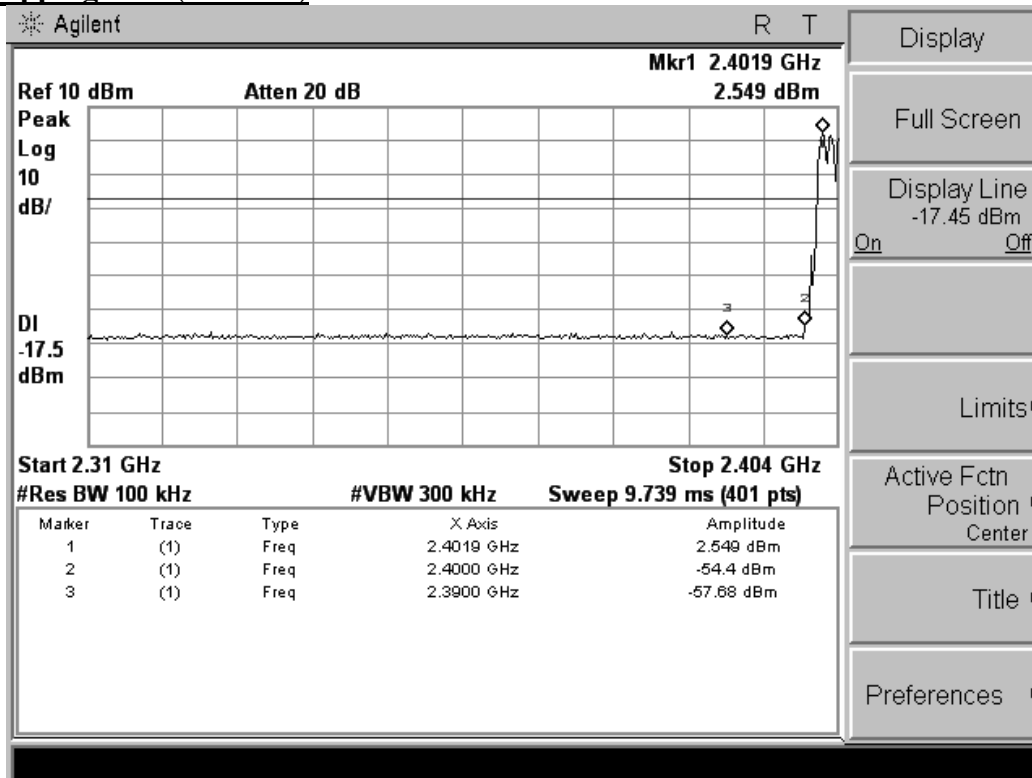 Agilent R T
Mkr1 2.4019 GHz
Ref 10 dBm Atten 20 dB 2.549 dBm
Peak
Log
10
dB/
3
2
DI
-17.5
dBm
Start 2.31 GHz Stop 2.404 GHz
#Res BW 100 kHz #VBW 300 kHz Sweep 9.739 ms (401 pts)
Marker Trace Type X Axis Amplitude
1 (1) Freq 2.4019 GHz 2.549 dBm
2 (1) Freq 2.4000 GHz -54.4 dBm
3 (1) Freq 2.3900 GHz -57.68 dBm
Display
Full Screen
Display Line
-17.45 dBm
On Off
Limits
Active Fctn
Position
Center
Title
Preferences